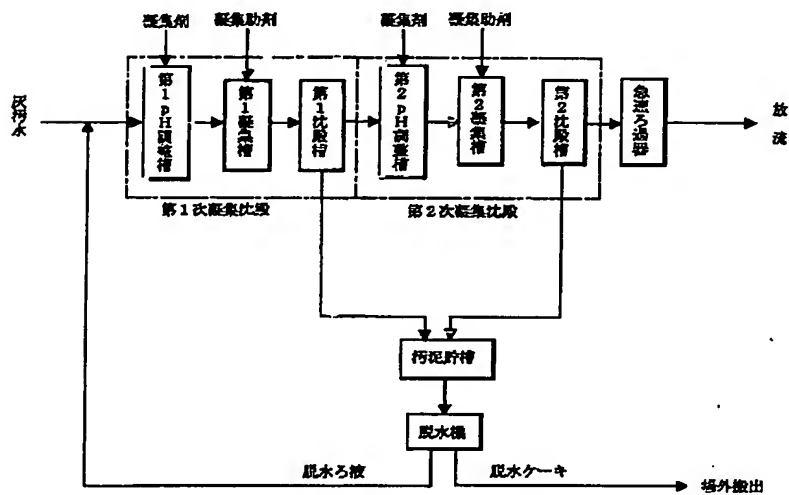 凝集剤
凝集助剤
凝集剤
凝集助剤
灰汚水
第1pH調整槽
第1凝集槽
第1沈殿槽
第2pH調整槽
第2凝集槽
第2沈殿槽
急速ろ過器
放流
第1次凝集沈殿
第2次凝集沈殿
汚泥貯槽
脱水機
脱水ろ液
脱水ケーキ
場外搬出